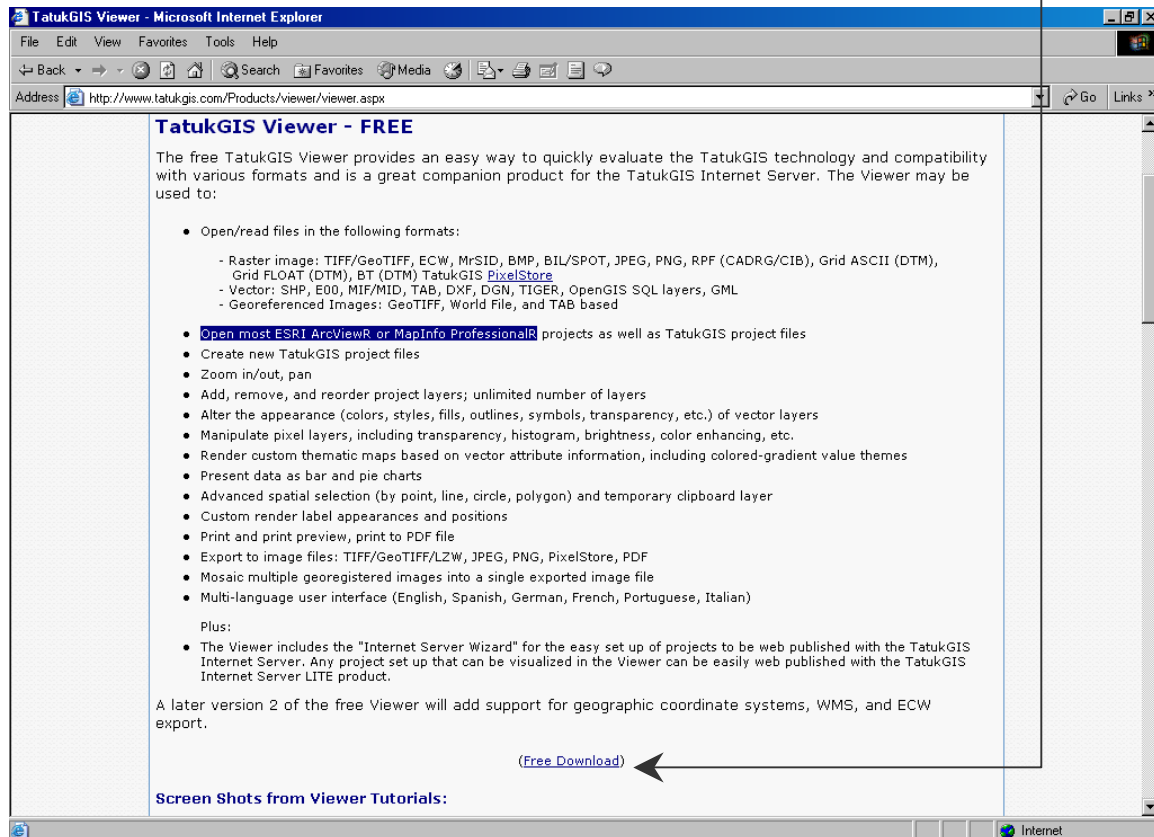 TatukGIS Viewer - Microsoft Internet Explorer
File Edit View Favorites Tools Help
Back Search Favorites Media
Address http://www.tatukgis.com/Products/viewer/viewer.aspx Go Links »
TatukGIS Viewer - FREE
The free TatukGIS Viewer provides an easy way to quickly evaluate the TatukGIS technology and compatibility
with various formats and is a great companion product for the TatukGIS Internet Server. The Viewer may be
used to:
• Open/read files in the following formats:
- Raster image: TIFF/GeoTIFF, ECW, MrSID, BMP, BIL/SPOT, JPEG, PNG, RPF (CADRG/CIB), Grid ASCII (DTM),
Grid FLOAT (DTM), BT (DTM) TatukGIS PixelStore
- Vector: SHP, E00, MIF/MID, TAB, DXF, DGN, TIGER, OpenGIS SQL layers, GML
- Georeferenced Images: GeoTIFF, World File, and TAB based
• Open most ESRI ArcViewR or MapInfo ProfessionalR projects as well as TatukGIS project files
• Create new TatukGIS project files
• Zoom in/out, pan
• Add, remove, and reorder project layers; unlimited number of layers
• Alter the appearance (colors, styles, fills, outlines, symbols, transparency, etc.) of vector layers
• Manipulate pixel layers, including transparency, histogram, brightness, color enhancing, etc.
• Render custom thematic maps based on vector attribute information, including colored-gradient value themes
• Present data as bar and pie charts
• Advanced spatial selection (by point, line, circle, polygon) and temporary clipboard layer
• Custom render label appearances and positions
• Print and print preview, print to PDF file
• Export to image files: TIFF/GeoTIFF/LZW, JPEG, PNG, PixelStore, PDF
• Mosaic multiple georegistered images into a single exported image file
• Multi-language user interface (English, Spanish, German, French, Portuguese, Italian)
Plus:
• The Viewer includes the "Internet Server Wizard" for the easy set up of projects to be web published with the TatukGIS
Internet Server. Any project set up that can be visualized in the Viewer can be easily web published with the TatukGIS
Internet Server LITE product.
A later version 2 of the free Viewer will add support for geographic coordinate systems, WMS, and ECW
export.
(Free Download)
Screen Shots from Viewer Tutorials:
Internet